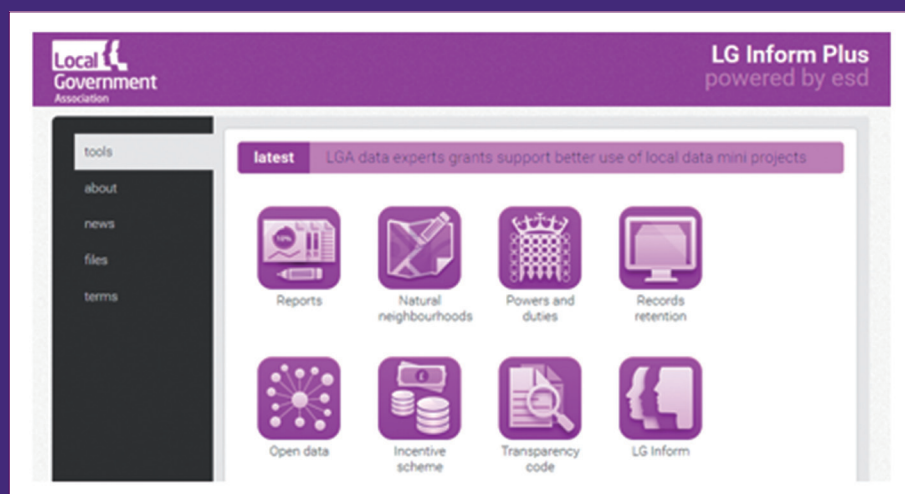 Local
Government
Association
LG Inform Plus
powered by esd
tools
about
news
files
terms
latest
LGA data experts grants support better use of local data mini projects
10%
Reports
Natural
neighbourhoods
Powers and
duties
Records
retention
£
Open data
Incentive
scheme
Transparency
code
LG Inform